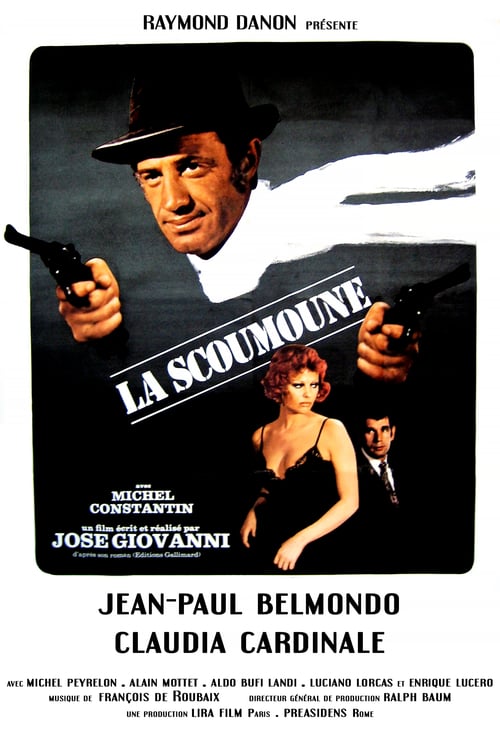 RAYMOND DANON PRÉSENTE
LA SCOUMOUNE
avec
MICHEL
CONSTANTIN
un film écrit et réalisé par
JOSE GIOVANNI
d'après son roman (Editions Gallimard)
JEAN-PAUL BELMONDO
CLAUDIA CARDINALE
AVEC MICHEL PEYRELON . ALAIN MOTTET . ALDO BUFI LANDI . LUCIANO LORCAS ET ENRIQUE LUCERO
MUSIQUE DE FRANÇOIS DE ROUBAIX DIRECTEUR GÉNÉRAL DE PRODUCTION RALPH BAUM
UNE PRODUCTION LIRA FILM PARIS . PREASIDENS ROME